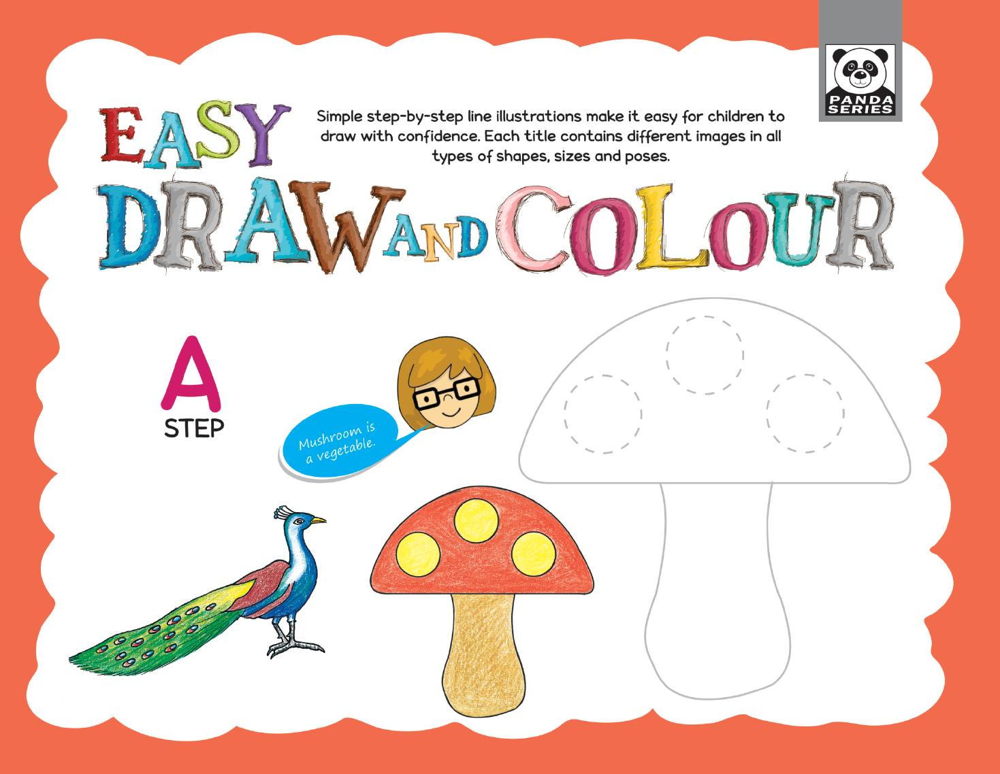 PANDA
SERIES
EASY
Simple step-by-step line illustrations make it easy for children to
draw with confidence. Each title contains different images in all
types of shapes, sizes and poses.
DRAW AND COLOUR
A
STEP
Mushroom is
a vegetable.